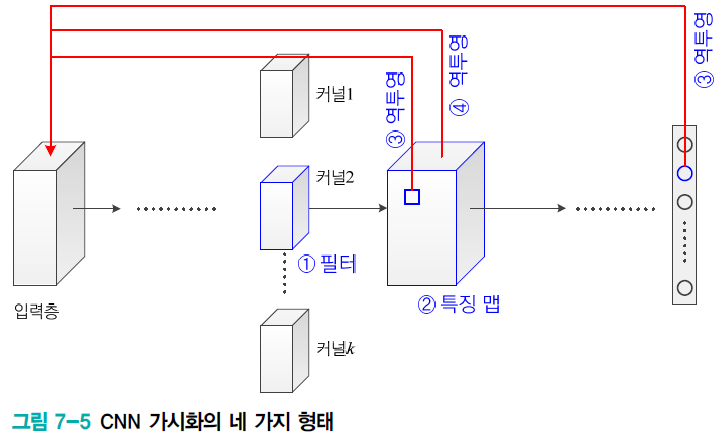 ③ 역투영
④ 역투영
③ 역투영
커널1
커널2
① 필터
입력층
② 특징 맵
커널k
그림 7-5 CNN 가시화의 네 가지 형태